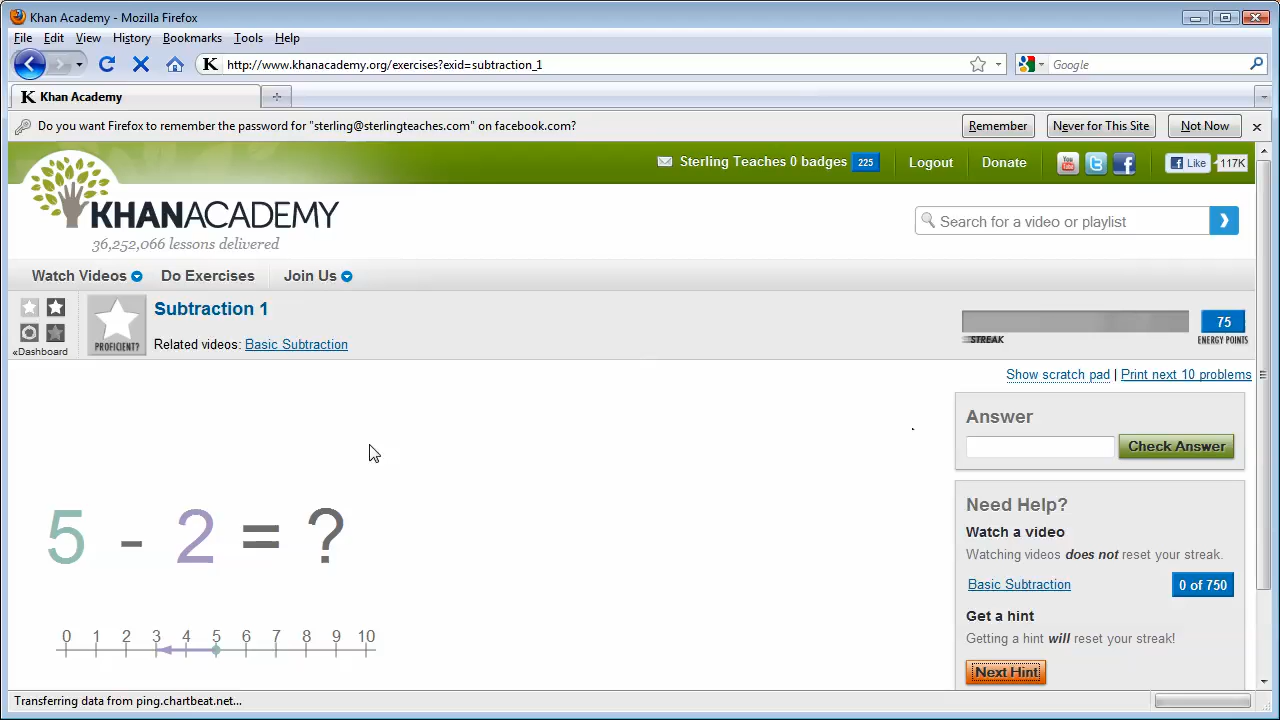 Khan Academy - Mozilla Firefox
File Edit View History Bookmarks Tools Help
K http://www.khanacademy.org/exercises?exid=subtraction_1 Google
K Khan Academy
Do you want Firefox to remember the password for "sterling@sterlingteaches.com" on facebook.com? Remember Never for This Site Not Now
Sterling Teaches 0 badges 225 Logout Donate You Tube t f f Like 117K
KHANACADEMY
36,252,066 lessons delivered
Search for a video or playlist
Watch Videos Do Exercises Join Us
Subtraction 1
PROFICIENT?
Related videos: Basic Subtraction
«Dashboard
STREAK
75
ENERGY POINTS
Show scratch pad | Print next 10 problems
Answer
Check Answer
5 - 2 = ?
0 1 2 3 4 5 6 7 8 9 10
Need Help?
Watch a video
Watching videos does not reset your streak.
Basic Subtraction 0 of 750
Get a hint
Getting a hint will reset your streak!
Next Hint
Transferring data from ping.chartbeat.net...